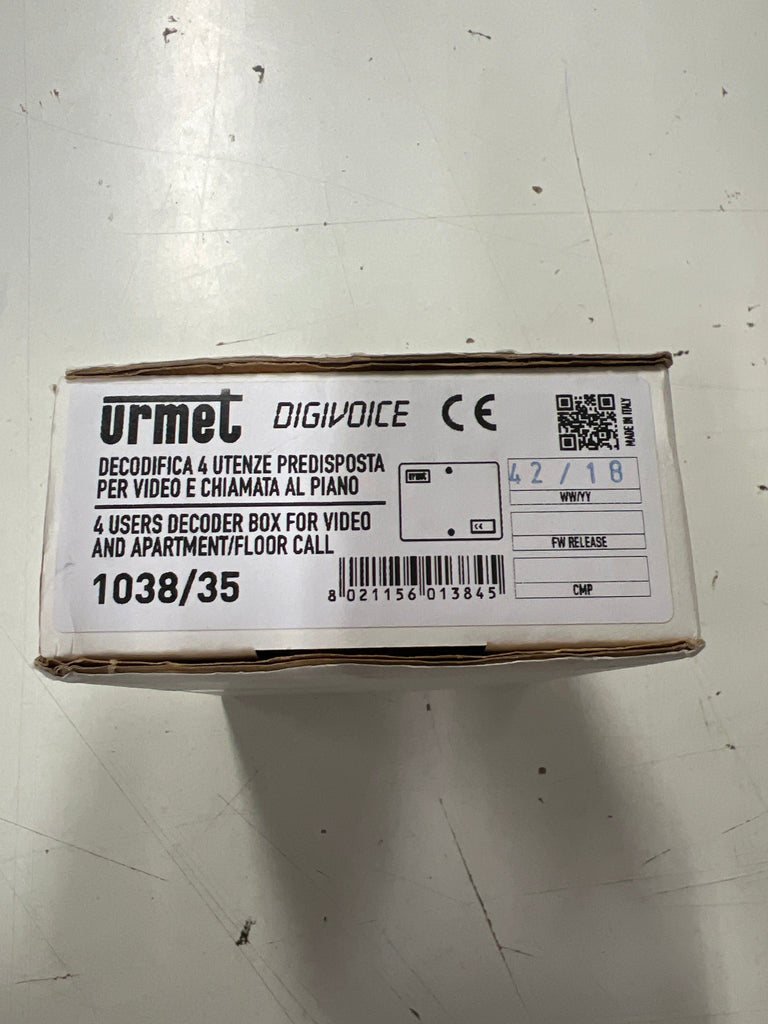 urmet DIGIVOICE CE
MADE IN ITALY
DECODIFICA 4 UTENZE PREDISPOSTA
PER VIDEO E CHIAMATA AL PIANO
4 USERS DECODER BOX FOR VIDEO
AND APARTMENT/FLOOR CALL
1038/35
urmet
8 021156 013845
42/18
WW/YY
FW RELEASE
CMP